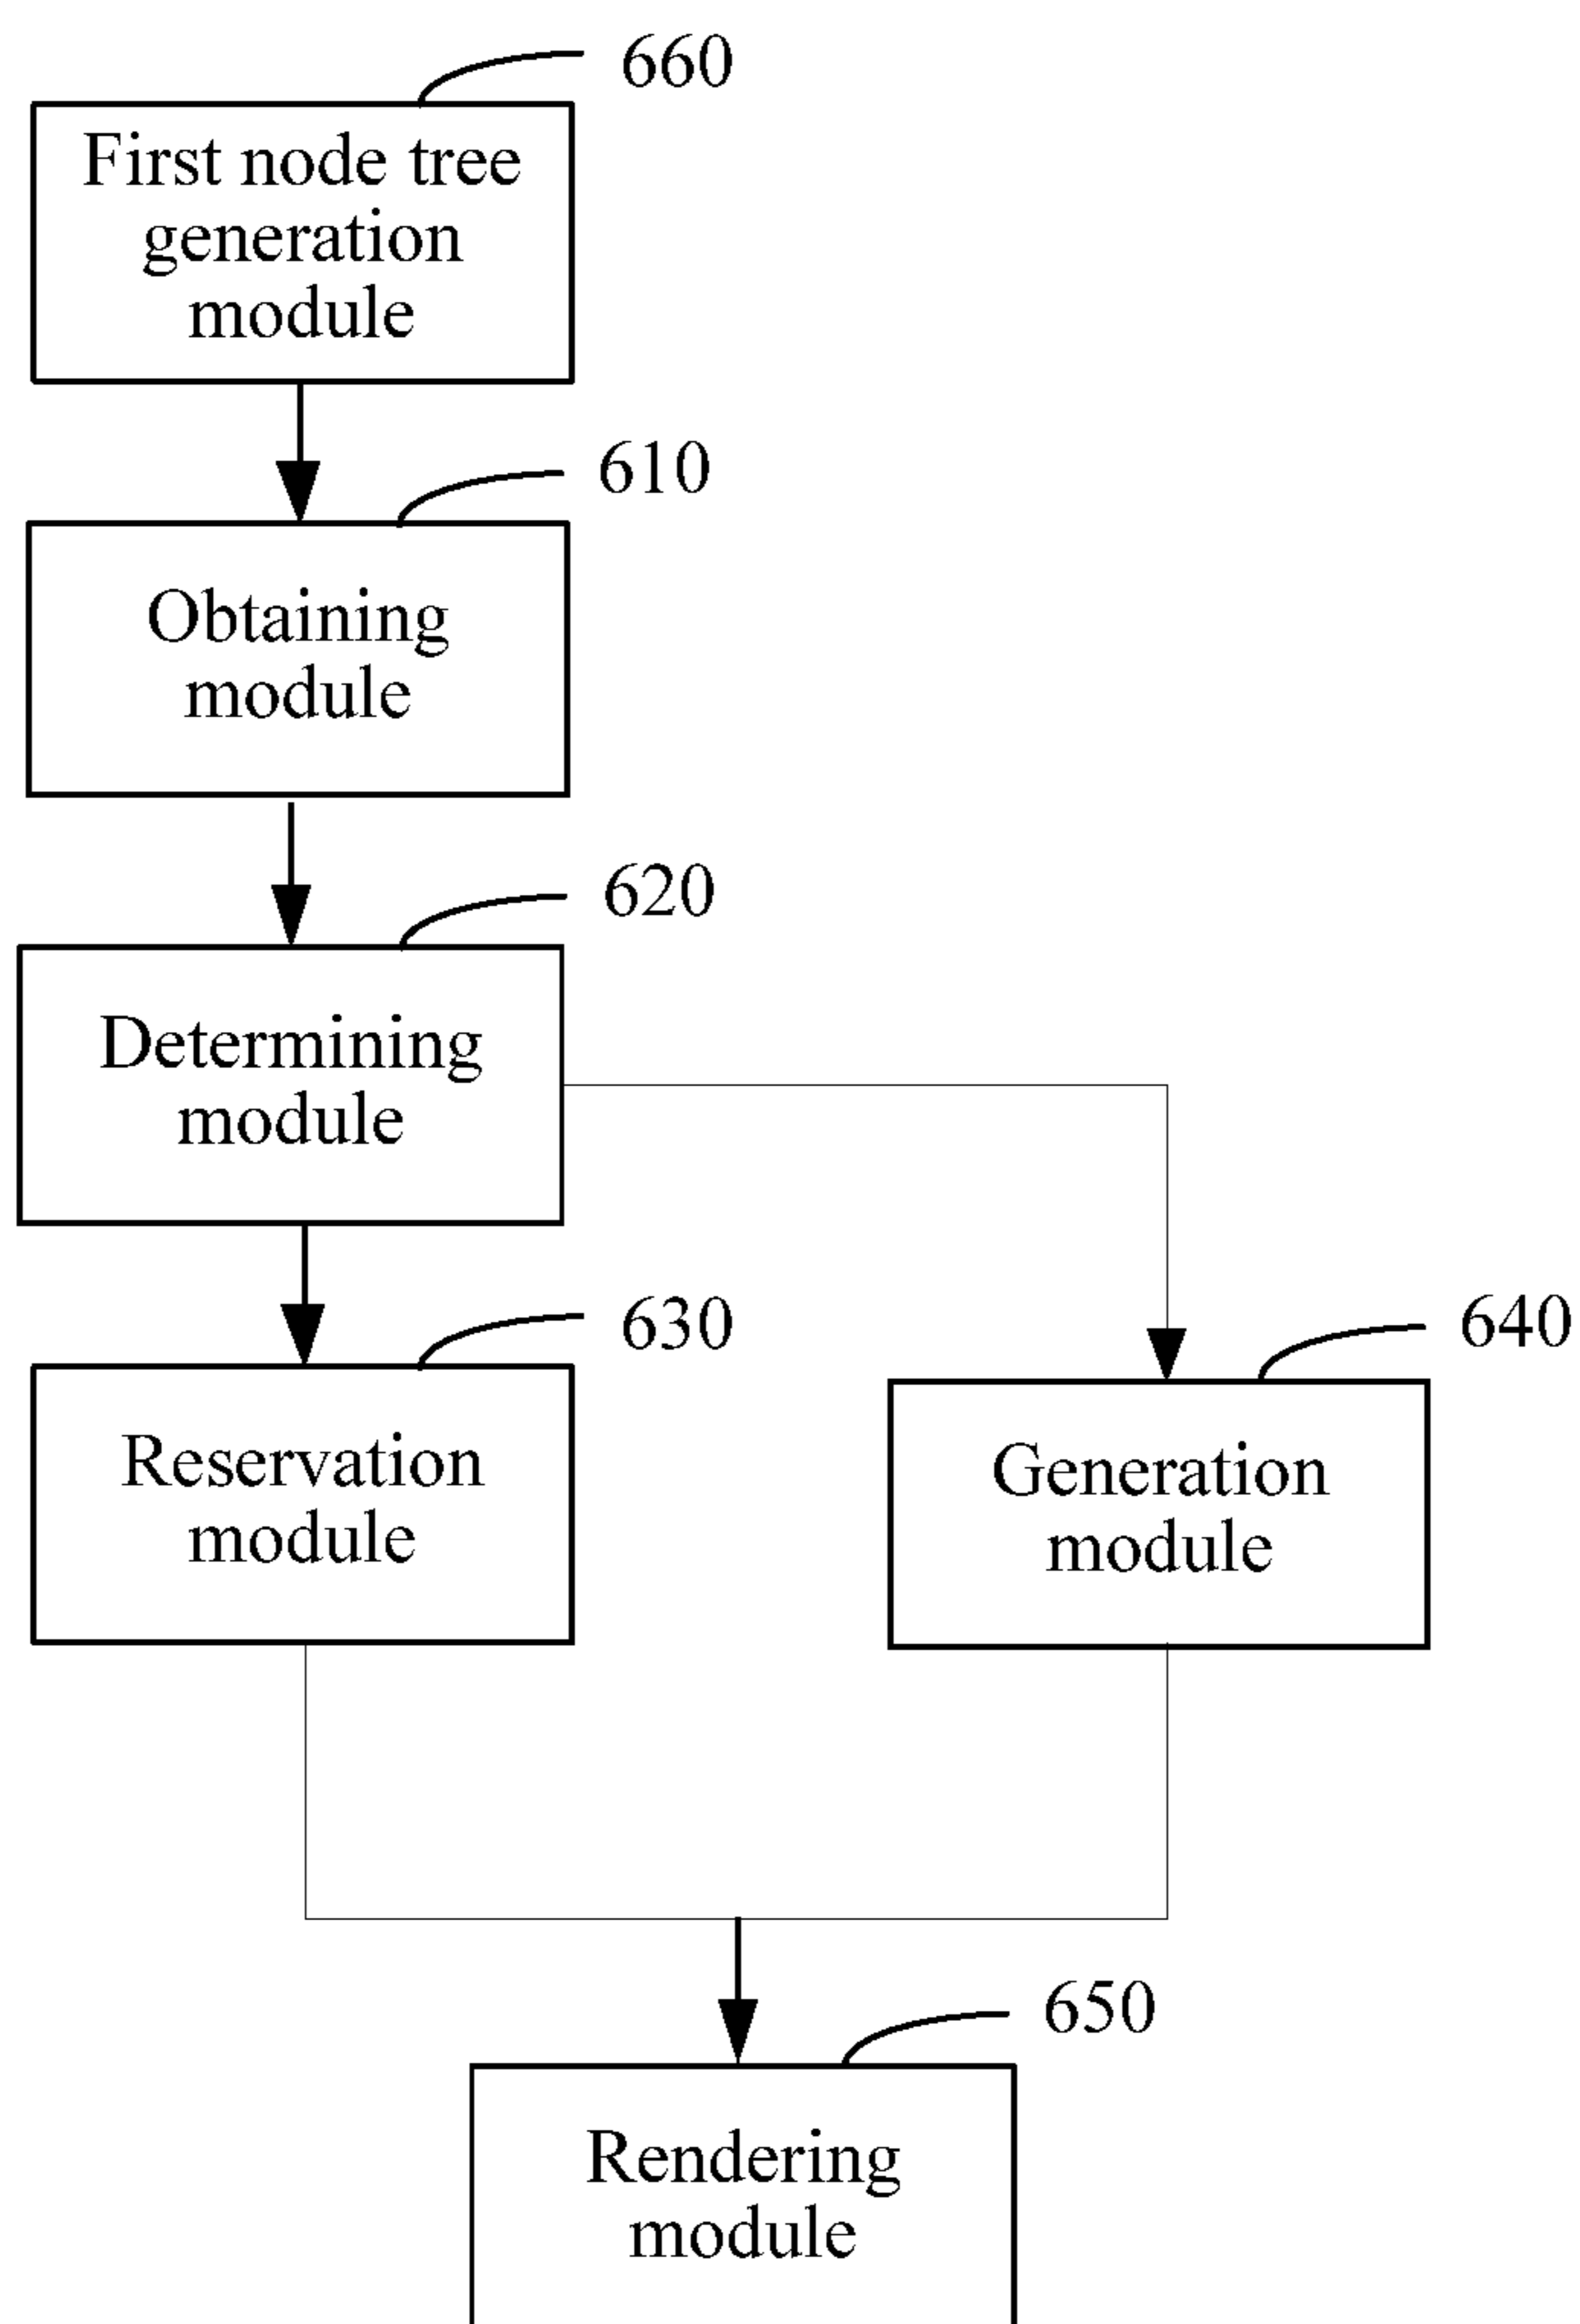 660
First node tree
generation
module
610
Obtaining
module
620
Determining
module
630
Reservation
module
640
Generation
module
650
Rendering
module